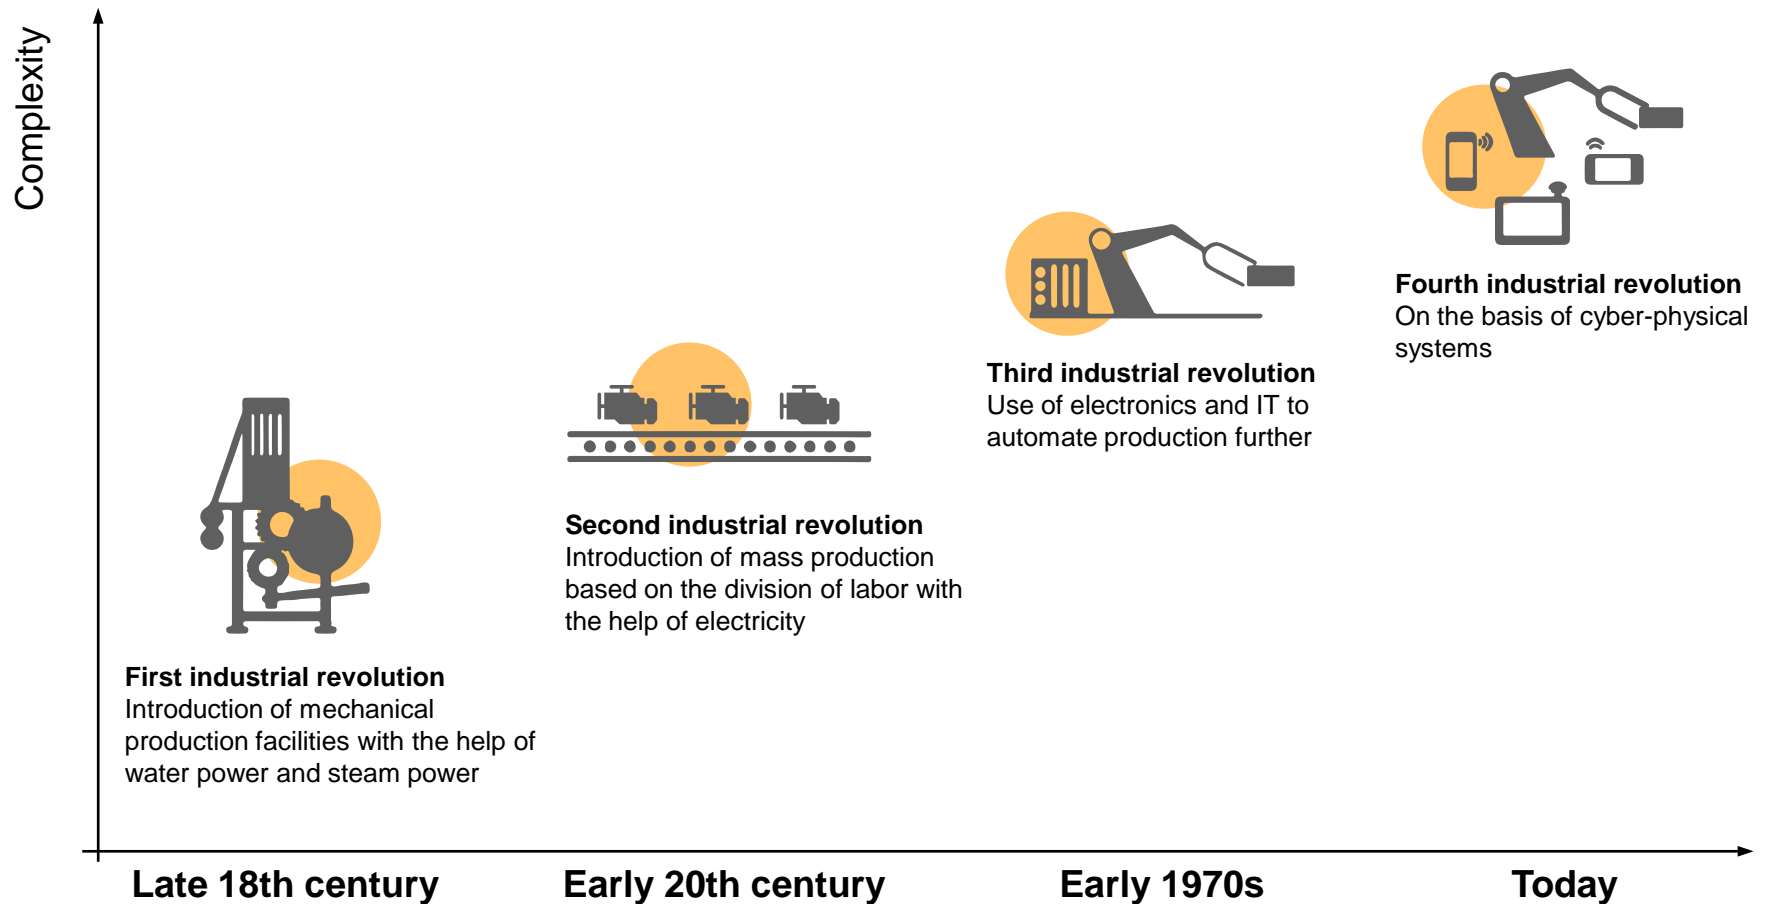 Complexity
First industrial revolution
Introduction of mechanical
production facilities with the help of
water power and steam power
Second industrial revolution
Introduction of mass production
based on the division of labor with
the help of electricity
Third industrial revolution
Use of electronics and IT to
automate production further
Fourth industrial revolution
On the basis of cyber-physical
systems
Late 18th century
Early 20th century
Early 1970s
Today